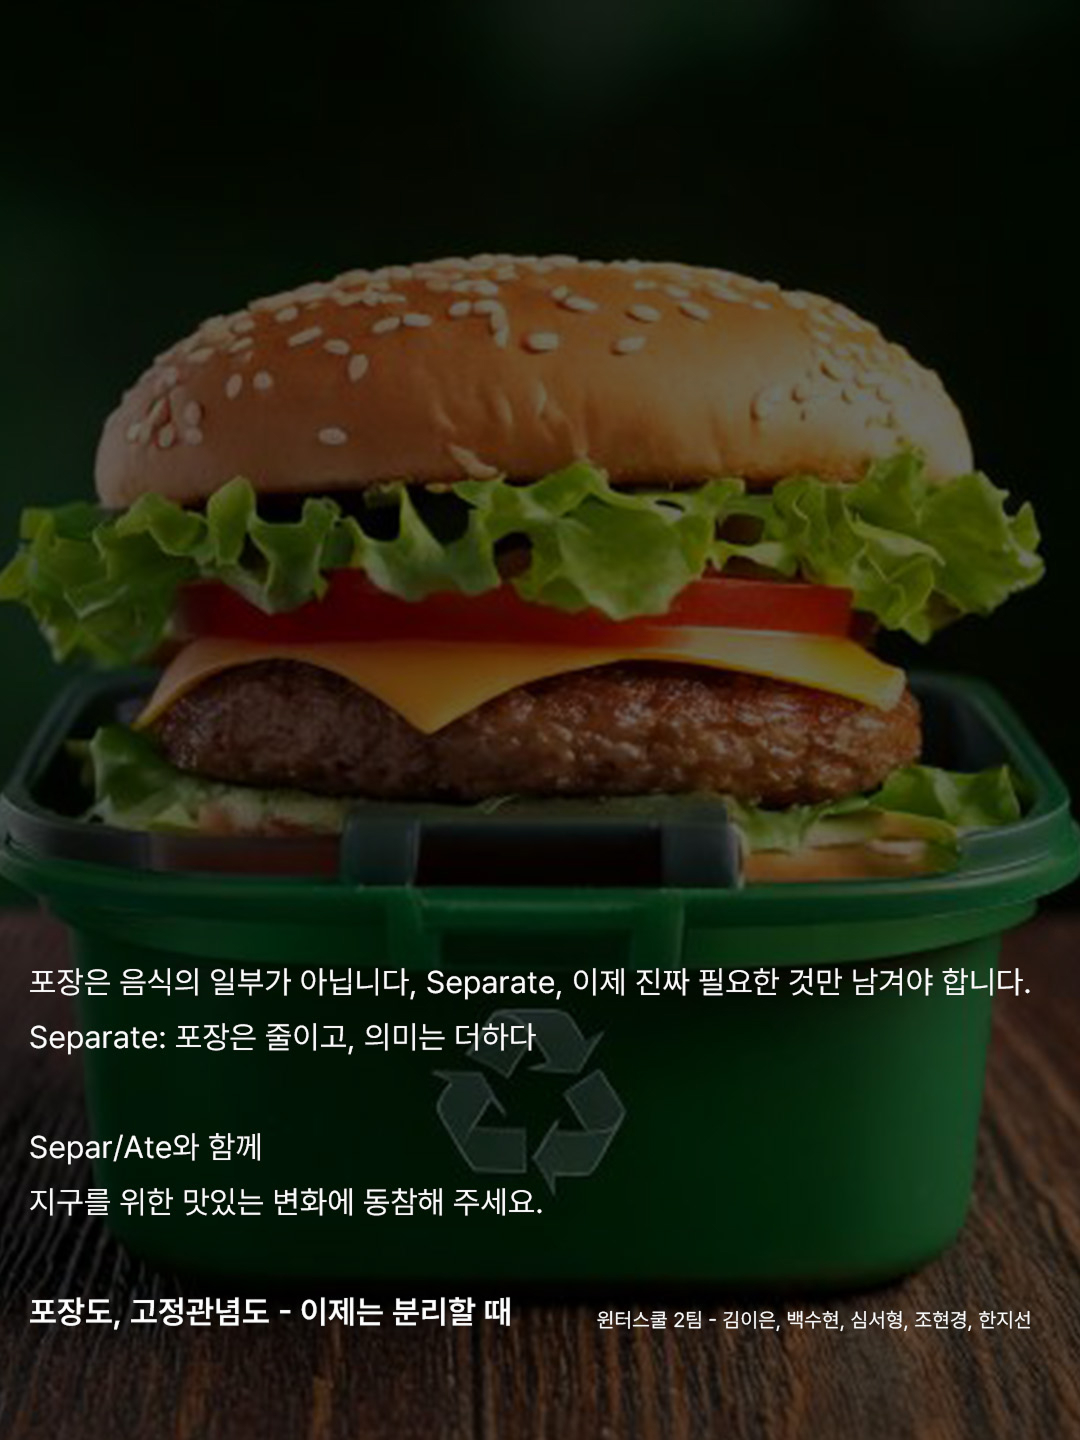 포장은 음식의 일부가 아닙니다, Separate, 이제 진짜 필요한 것만 남겨야 합니다.
Separate: 포장은 줄이고, 의미는 더하다
Separ/Ate와 함께
지구를 위한 맛있는 변화에 동참해 주세요.
포장도, 고정관념도 - 이제는 분리할 때
윈터스쿨 2팀 - 김이은, 백수현, 심서형, 조현경, 한지선